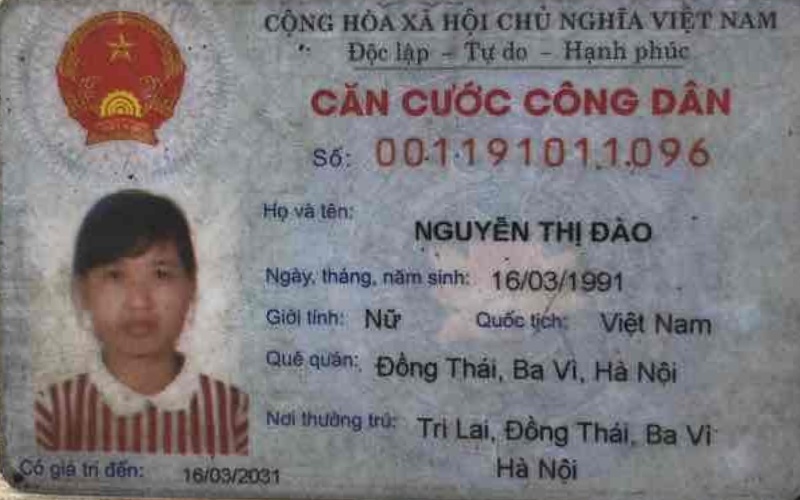 CỘNG HÒA XÃ HỘI CHỦ NGHĨA VIỆT NAM
Độc lập - Tự do - Hạnh phúc
CĂN CƯỚC CÔNG DÂN
Số: 001191011096
Họ và tên:
NGUYỄN THỊ ĐÀO
Ngày, tháng, năm sinh: 16/03/1991
Giới tính: Nữ Quốc tịch: Việt Nam
Quê quán: Đồng Thái, Ba Vì, Hà Nội
Nơi thường trú: Tri Lai, Đồng Thái, Ba Vì
Hà Nội
Có giá trị đến: 16/03/2031